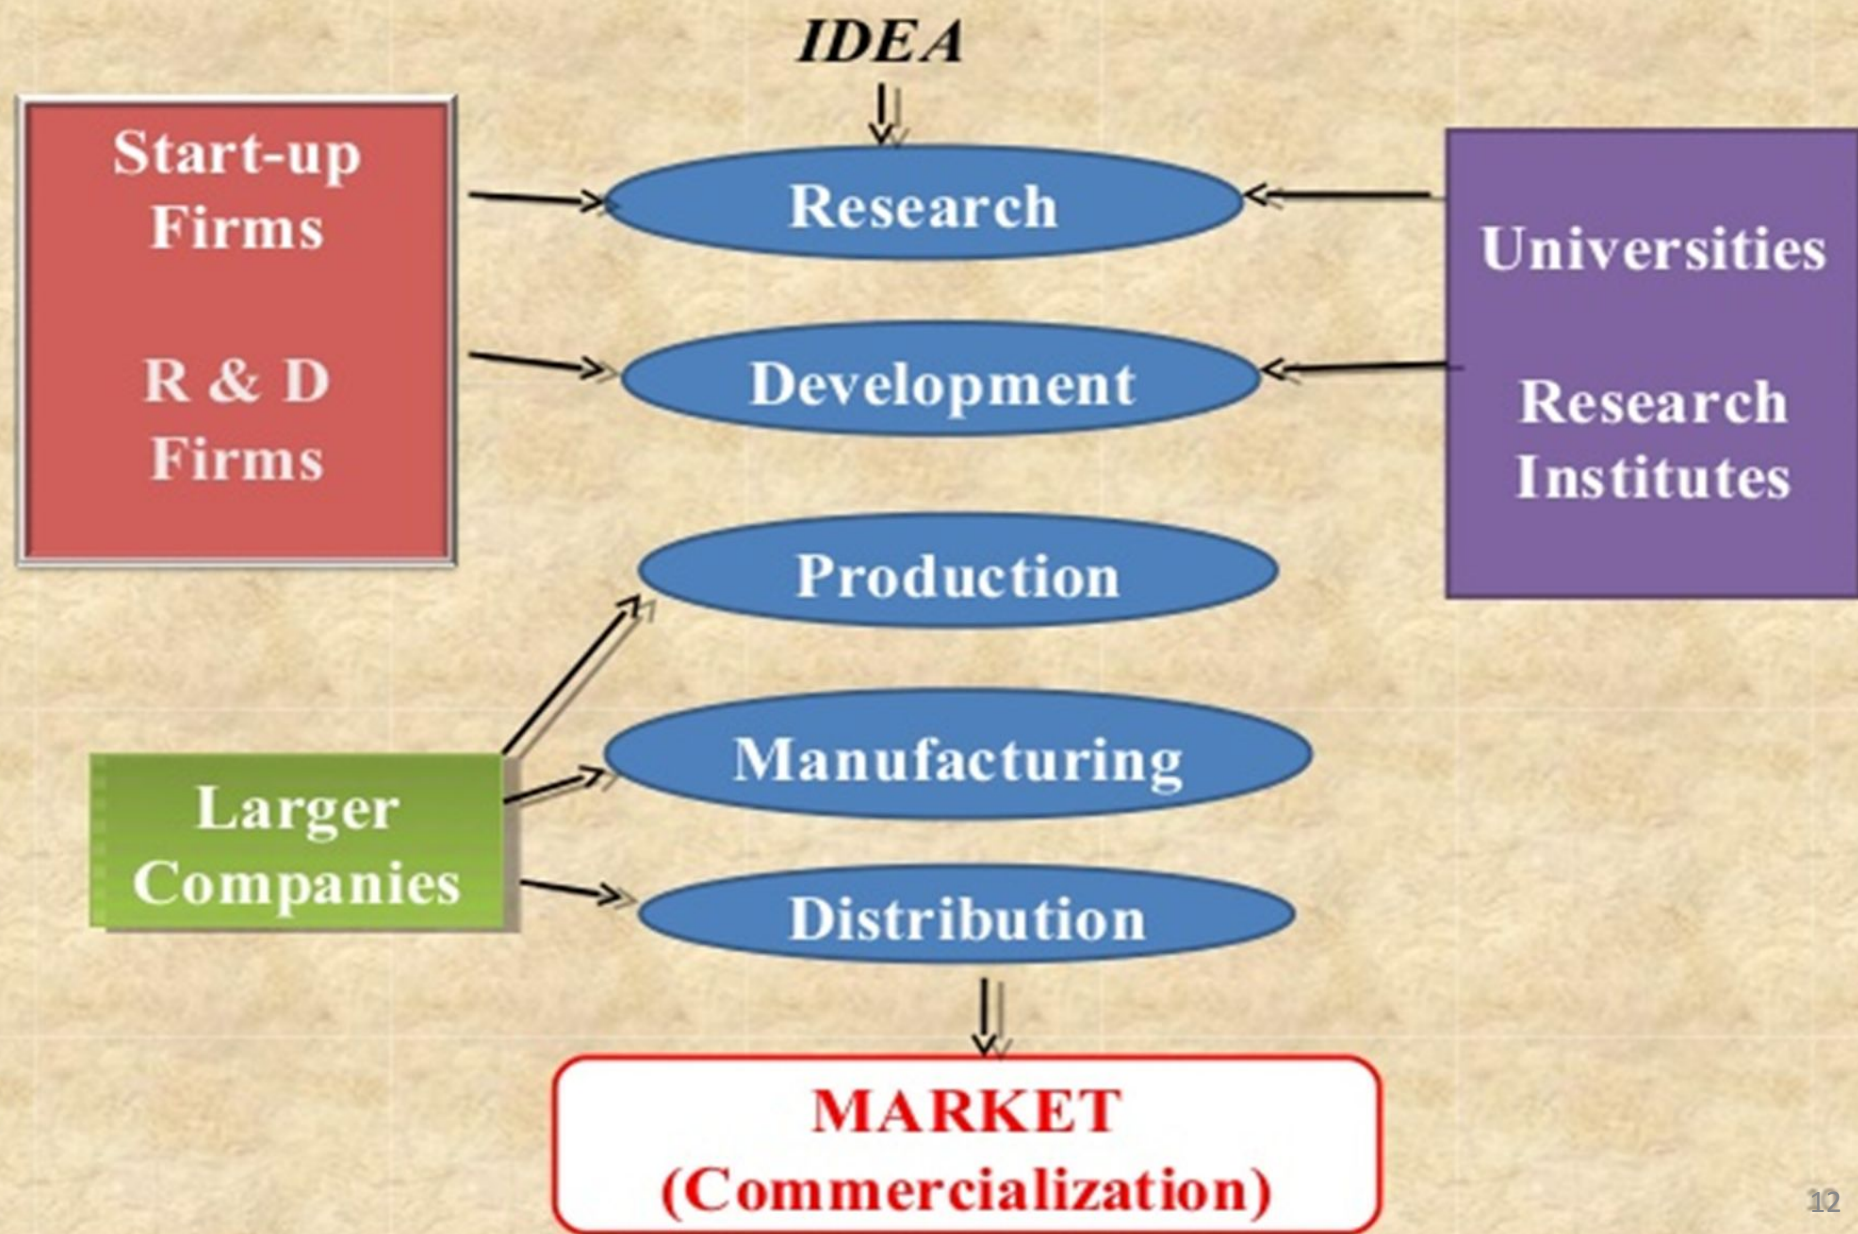 IDEA
Start-up
Firms
R & D
Firms
Research
Universities
Research
Institutes
Development
Production
Manufacturing
Larger
Companies
Distribution
MARKET
(Commercialization)
12